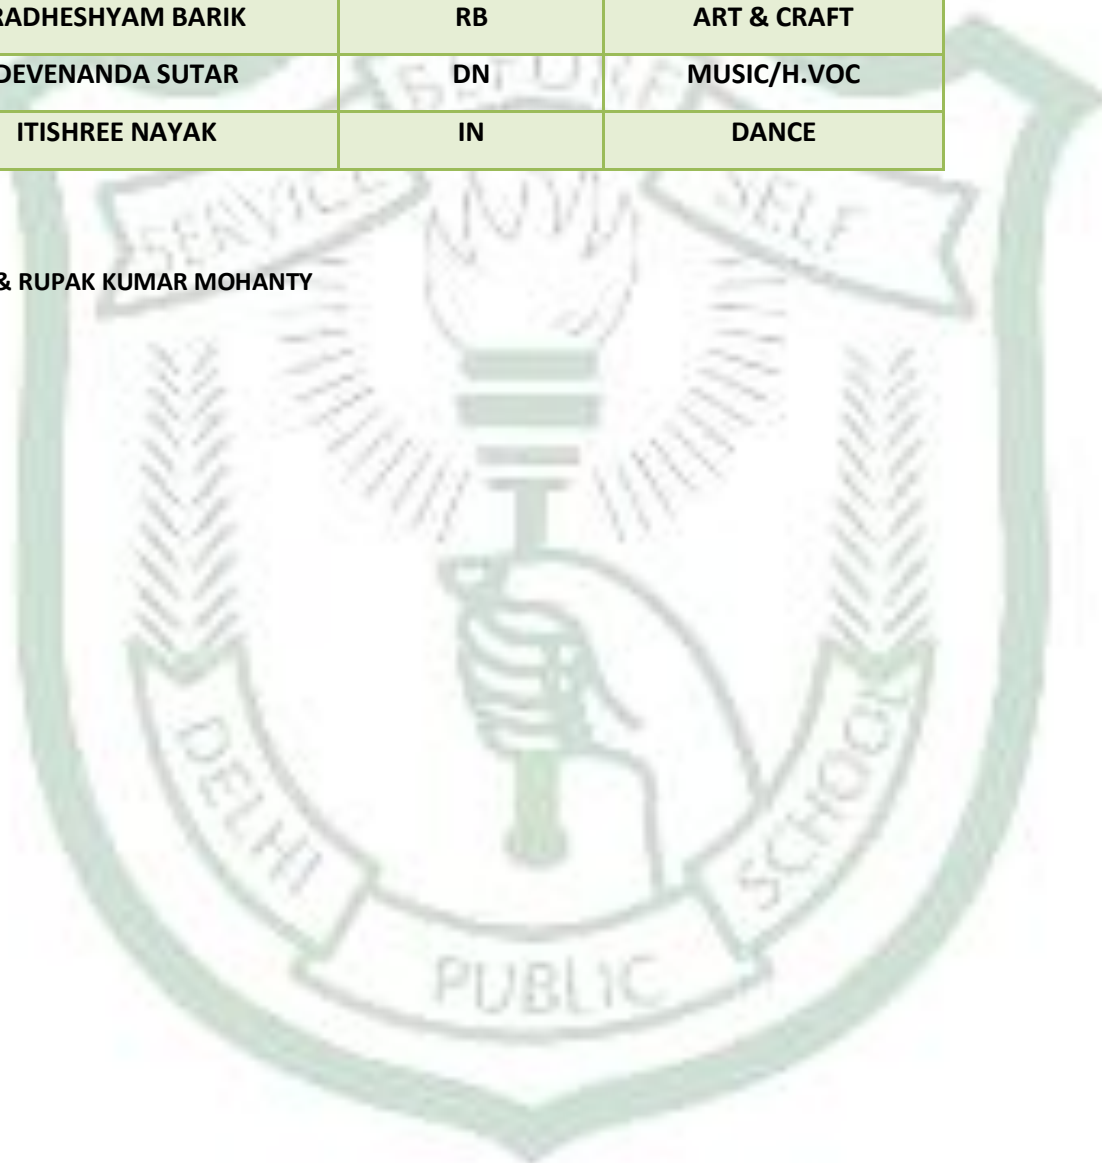 RADHESHYAM BARIK RB ART & CRAFT
DEVENANDA SUTAR DN MUSIC/H.VOC
ITISHREE NAYAK IN DANCE
& RUPAK KUMAR MOHANTY
SERVICE BEFORE SELF
DELHI PUBLIC SCHOOL